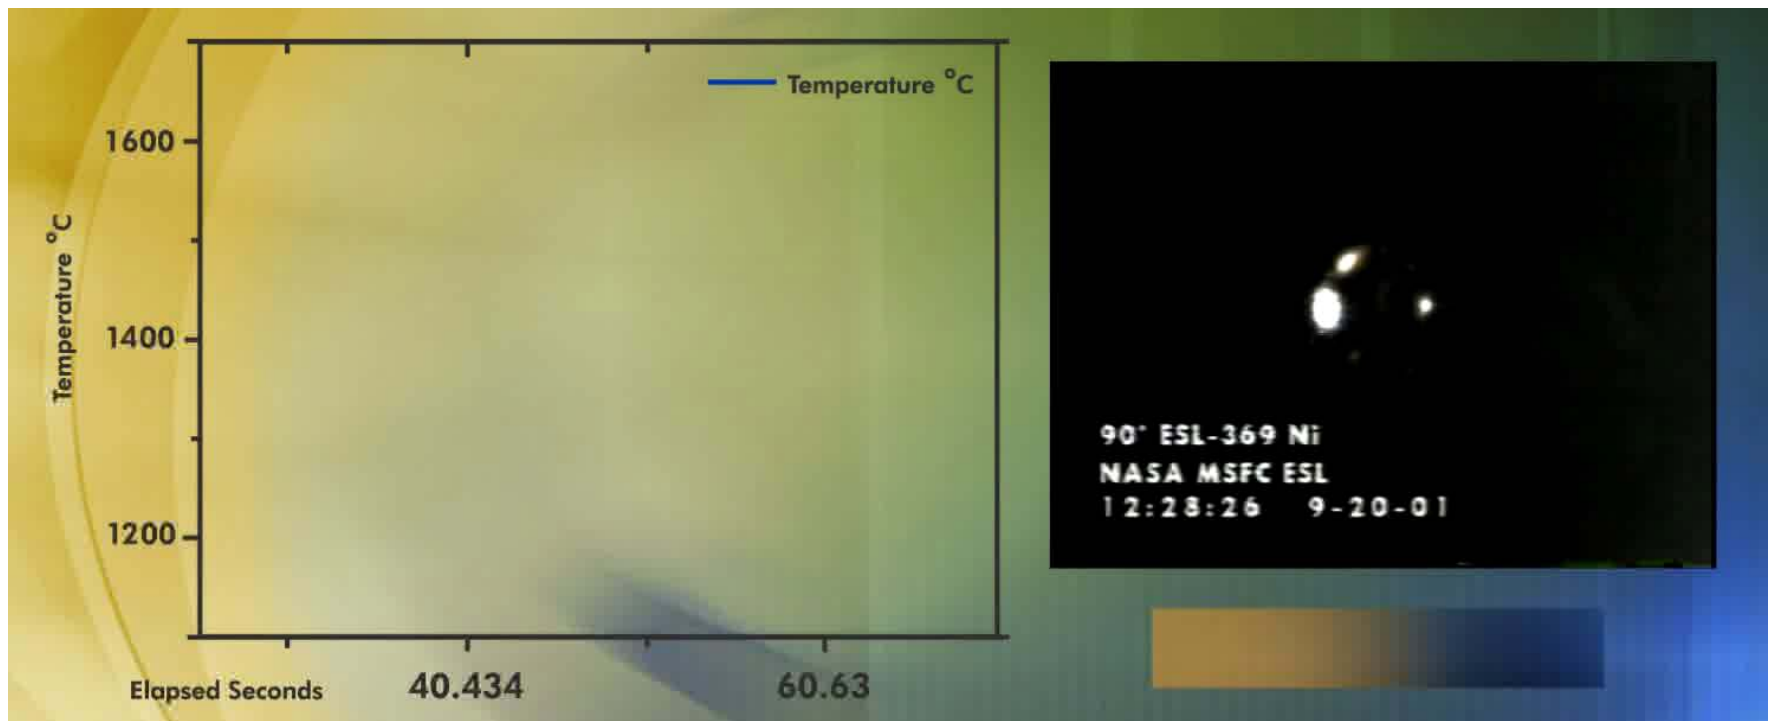 Temperature °C
1600
1400
1200
Temperature °C
Elapsed Seconds
40.434
60.63
90° ESL-369 Ni
NASA MSFC ESL
12:28:26 9-20-01